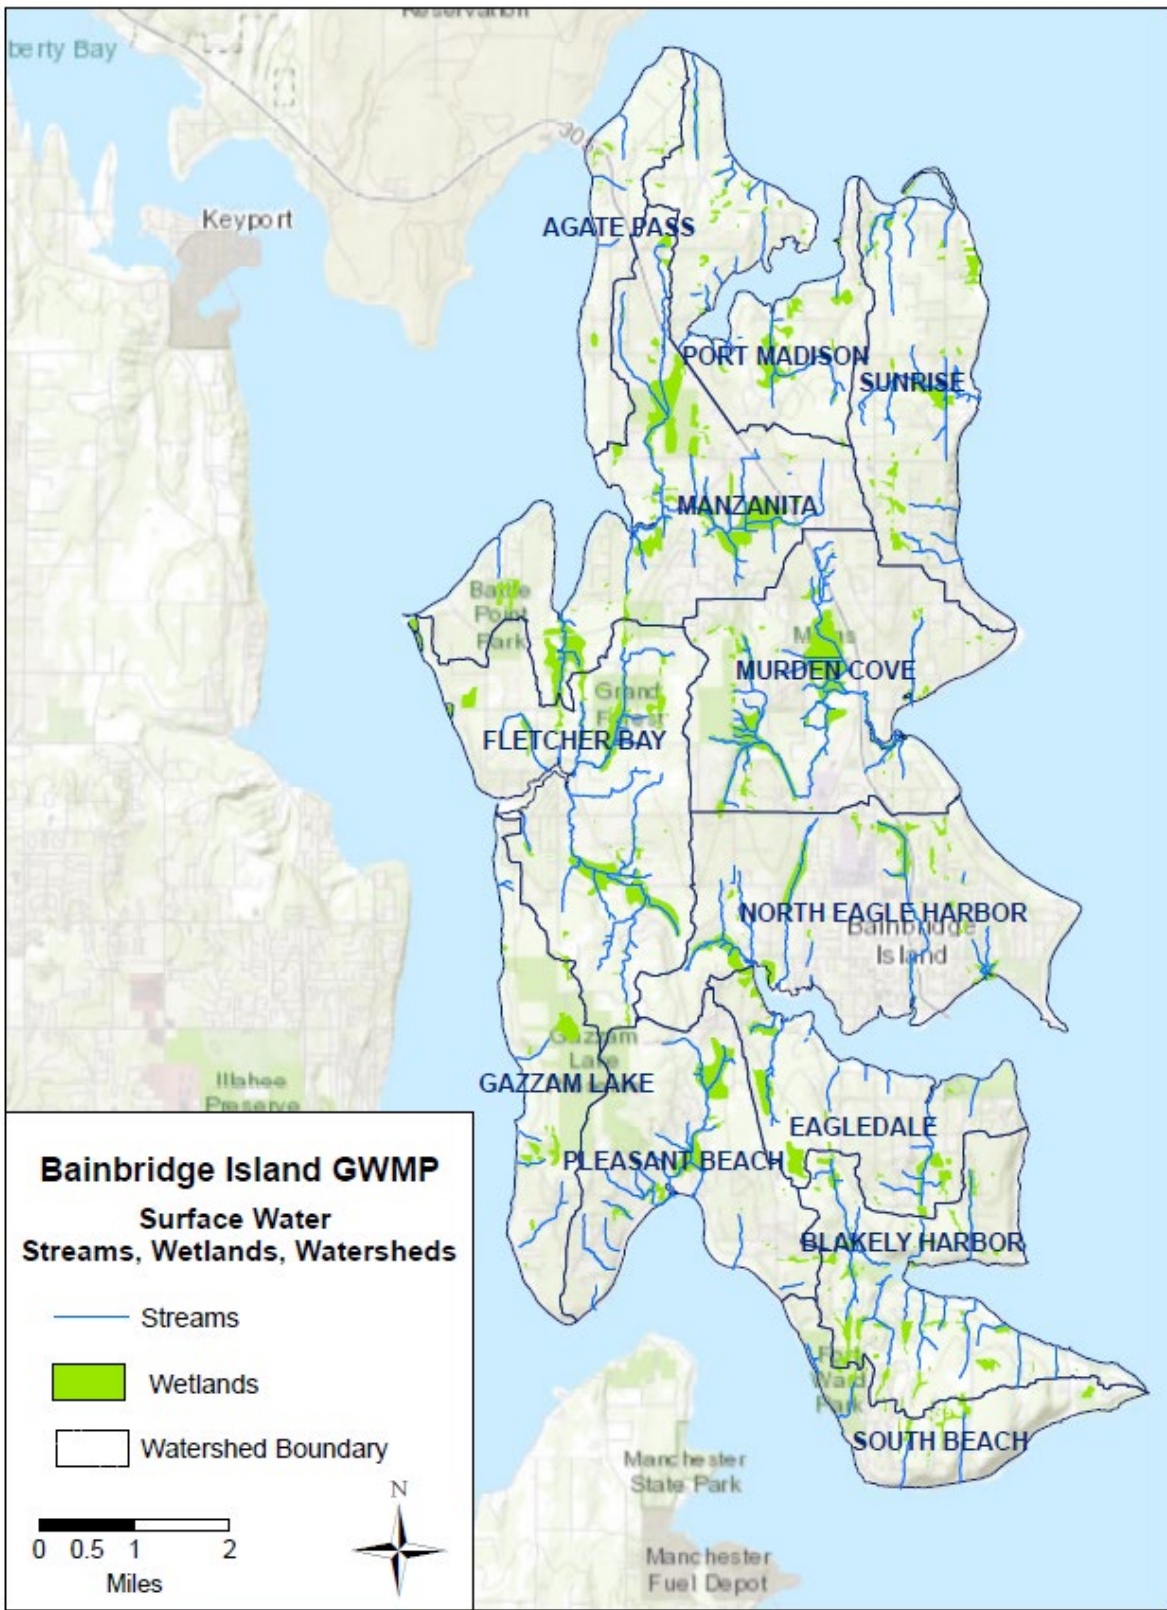 Reservation
berty Bay
305
Keyport
AGATE PASS
PORT MADISON
SUNRISE
MANZANITA
Battle
Point
Park
MURDEN COVE
Grand
Forest
FLETCHER BAY
NORTH EAGLE HARBOR
Bainbridge
Island
Gazzam
Lake
GAZZAM LAKE
Illahee
Preserve
EAGLEDALE
PLEASANT BEACH
BLAKELY HARBOR
Fort
Ward
Park
SOUTH BEACH
Manchester
State Park
Manchester
Fuel Depot
Bainbridge Island GWMP
Surface Water
Streams, Wetlands, Watersheds
Streams
Wetlands
Watershed Boundary
N
0 0.5 1 2
Miles